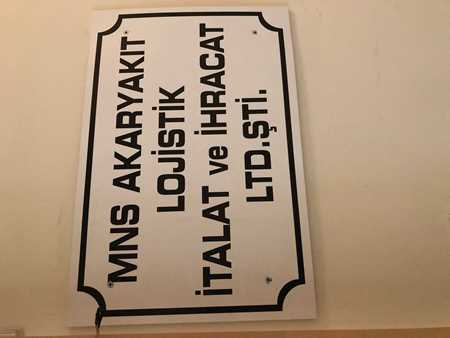 MNS AKARYAKIT
LOJİSTİK
İTALAT ve İHRACAT
LTD.ŞTİ.